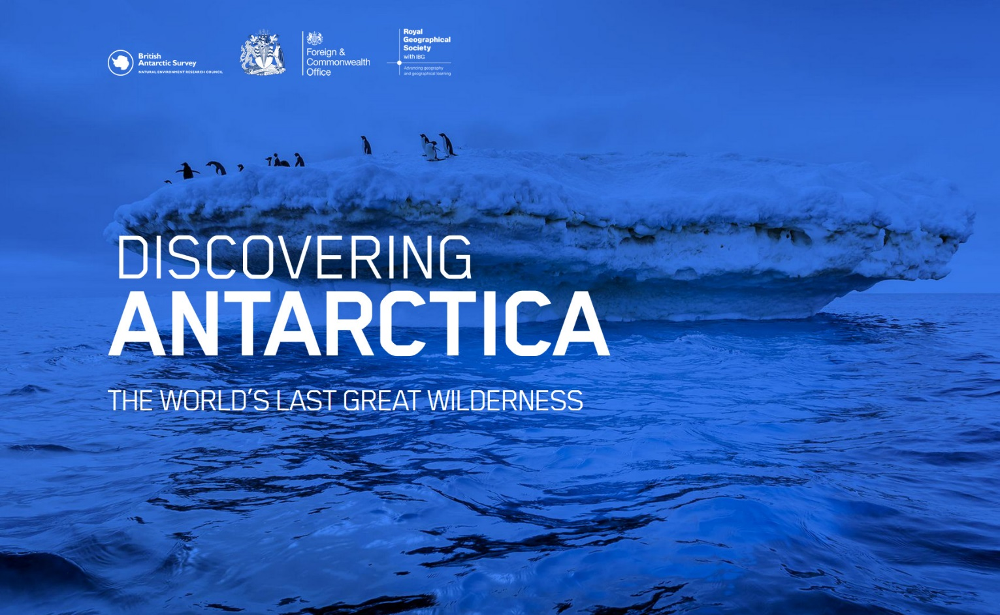 British
Antarctic Survey
NATURAL ENVIRONMENT RESEARCH COUNCIL
Foreign &
Commonwealth
Office
Royal
Geographical
Society
with IBG
Advancing geography
and geographical learning
DISCOVERING
ANTARCTICA
THE WORLD'S LAST GREAT WILDERNESS